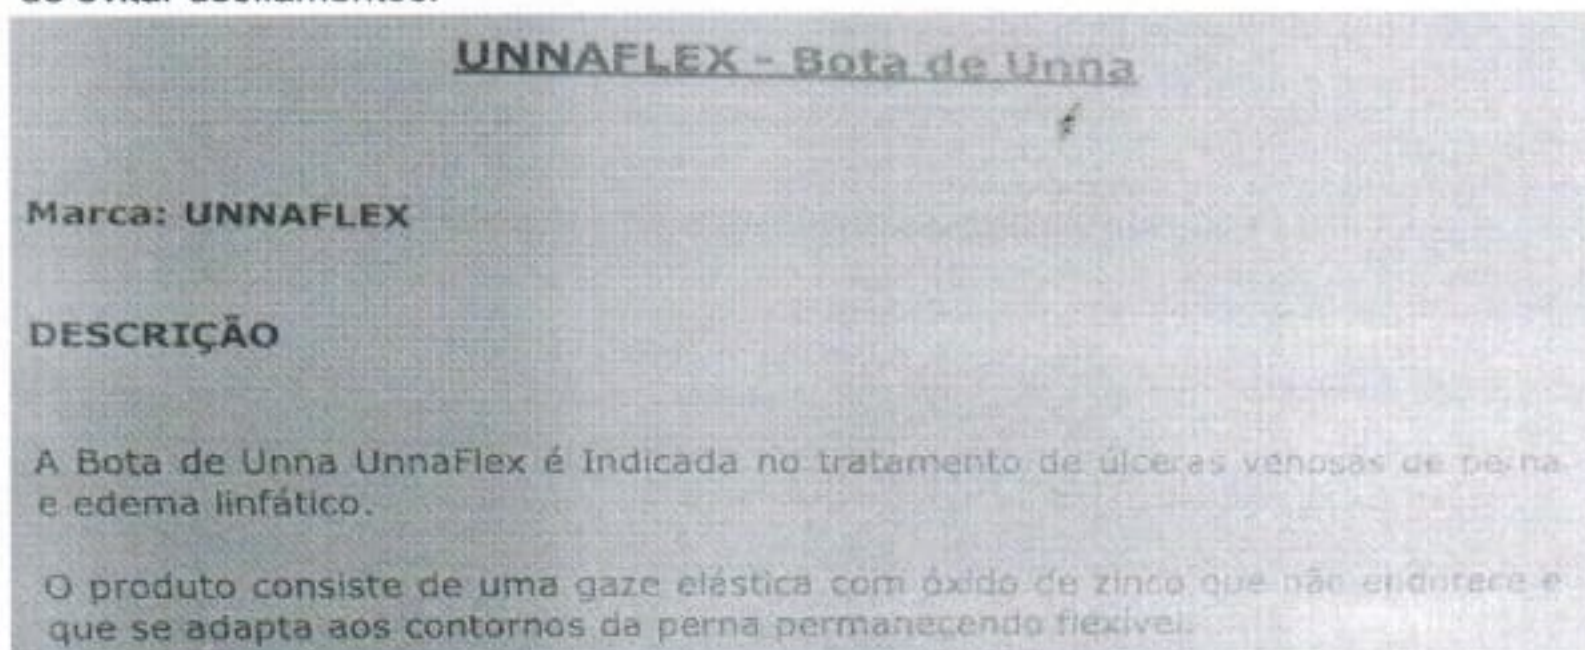 UNNAFLEX - Bota de Unna
Marca: UNNAFLEX
DESCRIÇÃO
A Bota de Unna UnnaFlex é Indicada no tratamento de úlceras venosas de perna
e edema linfático.
O produto consiste de uma gaze elástica com óxido de zinco que não endurece e
que se adapta aos contornos da perna permanecendo flexível.